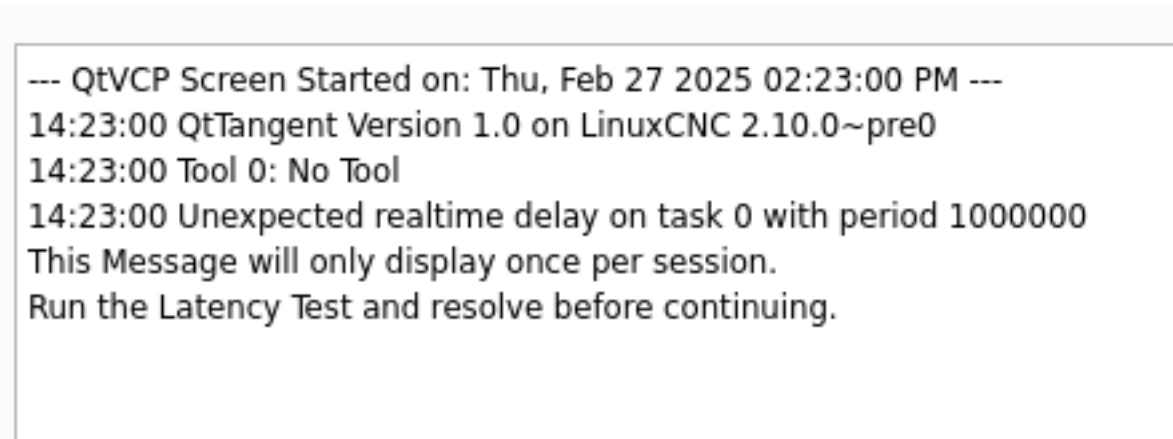 --- QtVCP Screen Started on: Thu, Feb 27 2025 02:23:00 PM ---
14:23:00 QtTangent Version 1.0 on LinuxCNC 2.10.0~pre0
14:23:00 Tool 0: No Tool
14:23:00 Unexpected realtime delay on task 0 with period 1000000
This Message will only display once per session.
Run the Latency Test and resolve before continuing.